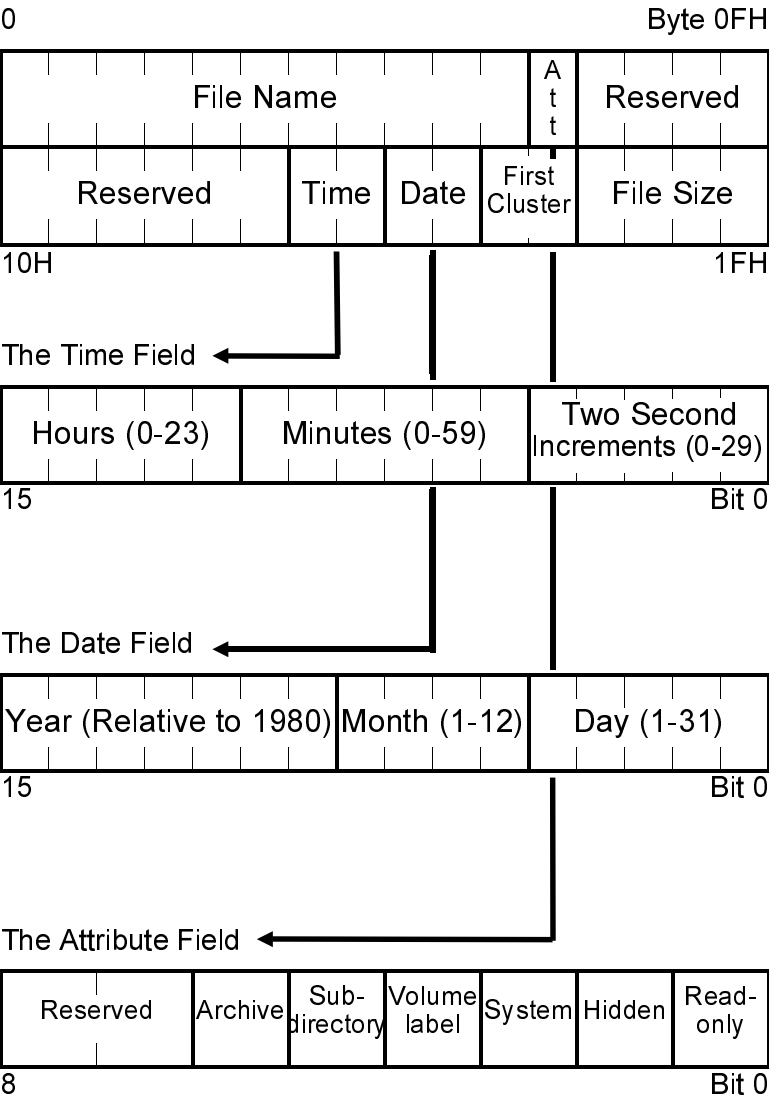 0 Byte 0FH
File Name
A
t
t
Reserved
Reserved
Time
Date
First
Cluster
File Size
10H 1FH
The Time Field
Hours (0-23)
Minutes (0-59)
Two Second
Increments (0-29)
15 Bit 0
The Date Field
Year (Relative to 1980)
Month (1-12)
Day (1-31)
15 Bit 0
The Attribute Field
Reserved
Archive
Sub-
directory
Volume
label
System
Hidden
Read-
only
8 Bit 0